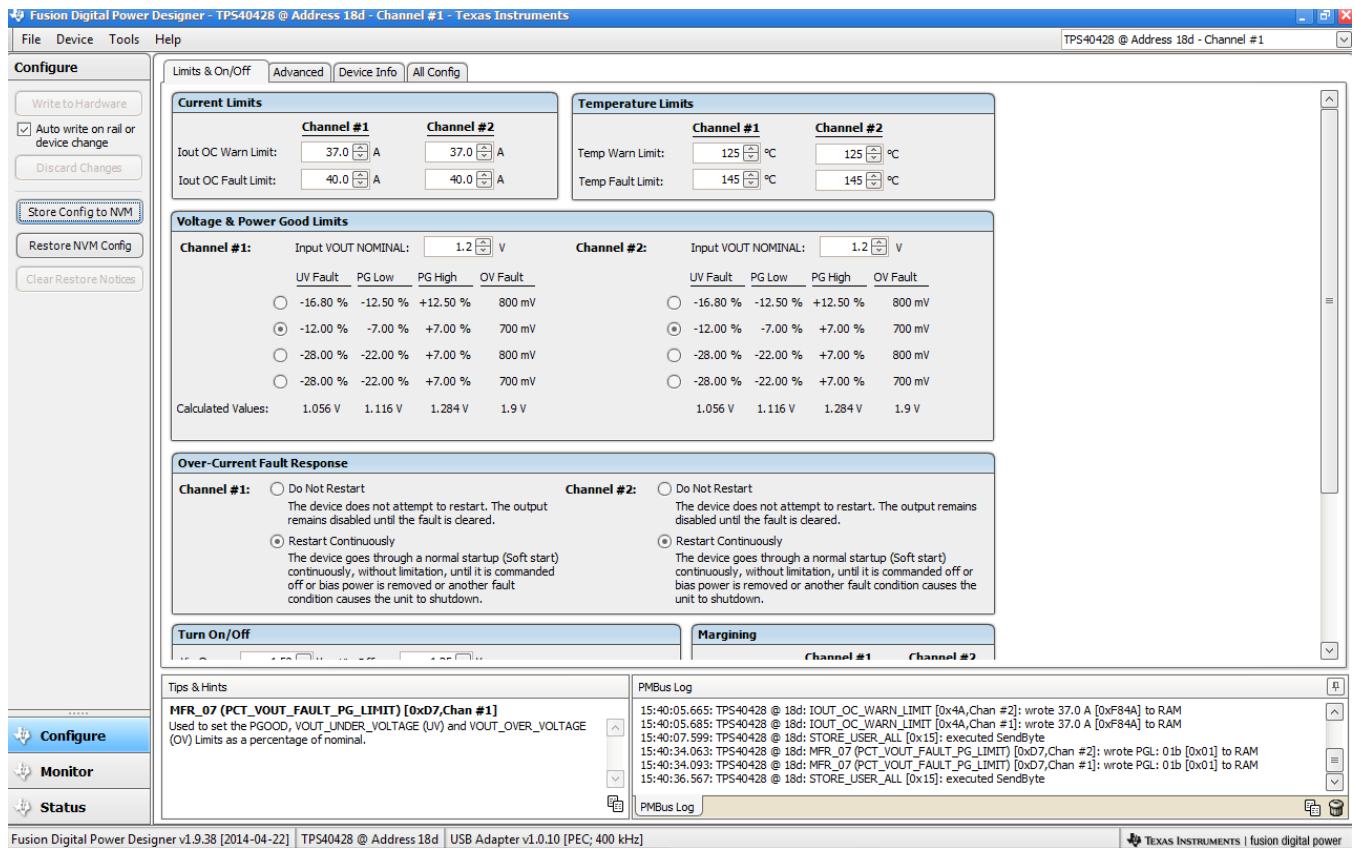 Fusion Digital Power Designer - TPS40428 @ Address 18d - Channel #1 - Texas Instruments
File Device Tools Help TPS40428 @ Address 18d - Channel #1
Configure
Write to Hardware
Auto write on rail or
device change
Discard Changes
Store Config to NVM
Restore NVM Config
Clear Restore Notices
Limits & On/Off Advanced Device Info All Config
Current Limits
Channel #1 Channel #2
Iout OC Warn Limit: 37.0 A 37.0 A
Iout OC Fault Limit: 40.0 A 40.0 A
Temperature Limits
Channel #1 Channel #2
Temp Warn Limit: 125 ºC 125 ºC
Temp Fault Limit: 145 ºC 145 ºC
Voltage & Power Good Limits
Channel #1: Input VOUT NOMINAL: 1.2 V Channel #2: Input VOUT NOMINAL: 1.2 V
UV Fault PG Low PG High OV Fault UV Fault PG Low PG High OV Fault
-16.80 % -12.50 % +12.50 % 800 mV -16.80 % -12.50 % +12.50 % 800 mV
-12.00 % -7.00 % +7.00 % 700 mV -12.00 % -7.00 % +7.00 % 700 mV
-28.00 % -22.00 % +7.00 % 800 mV -28.00 % -22.00 % +7.00 % 800 mV
-28.00 % -22.00 % +7.00 % 700 mV -28.00 % -22.00 % +7.00 % 700 mV
Calculated Values: 1.056 V 1.116 V 1.284 V 1.9 V 1.056 V 1.116 V 1.284 V 1.9 V
Over-Current Fault Response
Channel #1: Do Not Restart
The device does not attempt to restart. The output
remains disabled until the fault is cleared.
Restart Continuously
The device goes through a normal startup (Soft start)
continuously, without limitation, until it is commanded
off or bias power is removed or another fault
condition causes the unit to shutdown.
Channel #2: Do Not Restart
The device does not attempt to restart. The output remains
disabled until the fault is cleared.
Restart Continuously
The device goes through a normal startup (Soft start)
continuously, without limitation, until it is commanded off or
bias power is removed or another fault condition causes the
unit to shutdown.
Turn On/Off
Margining
Channel #1 Channel #2
Tips & Hints
MFR_07 (PCT_VOUT_FAULT_PG_LIMIT) [0xD7,Chan #1]
Used to set the PGOOD, VOUT_UNDER_VOLTAGE (UV) and VOUT_OVER_VOLTAGE
(OV) Limits as a percentage of nominal.
PMBus Log
15:40:05.665: TPS40428 @ 18d: IOUT_OC_WARN_LIMIT [0x4A,Chan #2]: wrote 37.0 A [0xF84A] to RAM
15:40:05.685: TPS40428 @ 18d: IOUT_OC_WARN_LIMIT [0x4A,Chan #1]: wrote 37.0 A [0xF84A] to RAM
15:40:07.599: TPS40428 @ 18d: STORE_USER_ALL [0x15]: executed SendByte
15:40:34.063: TPS40428 @ 18d: MFR_07 (PCT_VOUT_FAULT_PG_LIMIT) [0xD7,Chan #2]: wrote PGL: 01b [0x01] to RAM
15:40:34.093: TPS40428 @ 18d: MFR_07 (PCT_VOUT_FAULT_PG_LIMIT) [0xD7,Chan #1]: wrote PGL: 01b [0x01] to RAM
15:40:36.567: TPS40428 @ 18d: STORE_USER_ALL [0x15]: executed SendByte
PMBus Log
Configure
Monitor
Status
Fusion Digital Power Designer v1.9.38 [2014-04-22] TPS40428 @ Address 18d USB Adapter v1.0.10 [PEC; 400 kHz] TEXAS INSTRUMENTS | fusion digital power